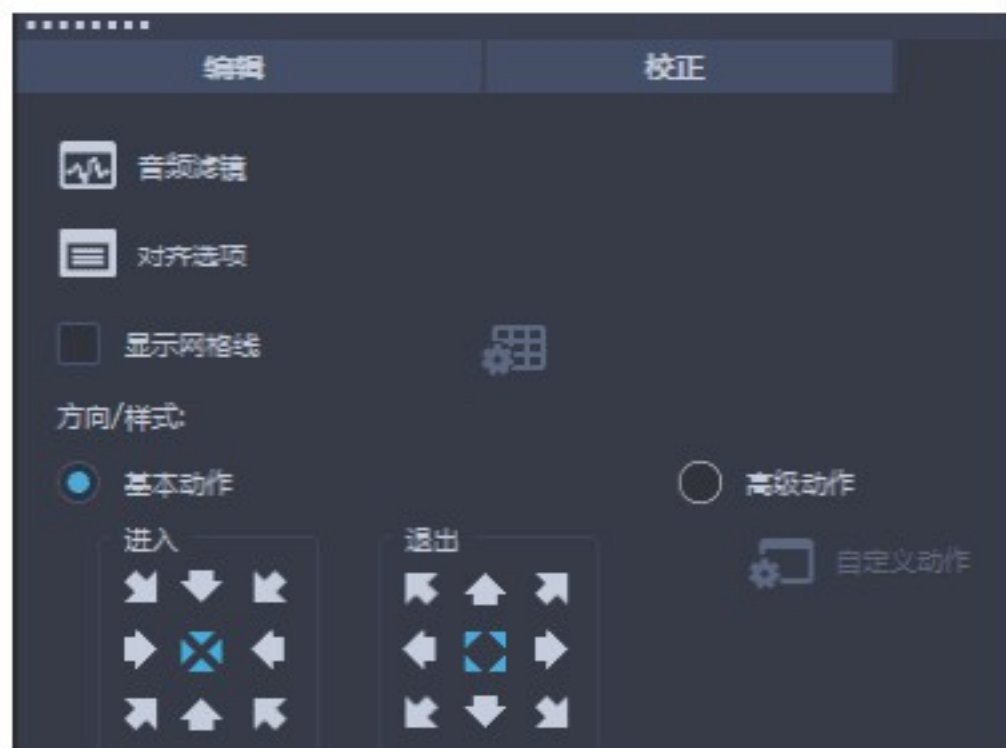 编辑 校正
音频滤镜
对齐选项
显示网格线
方向/样式:
基本动作 高级动作
进入 退出
自定义动作